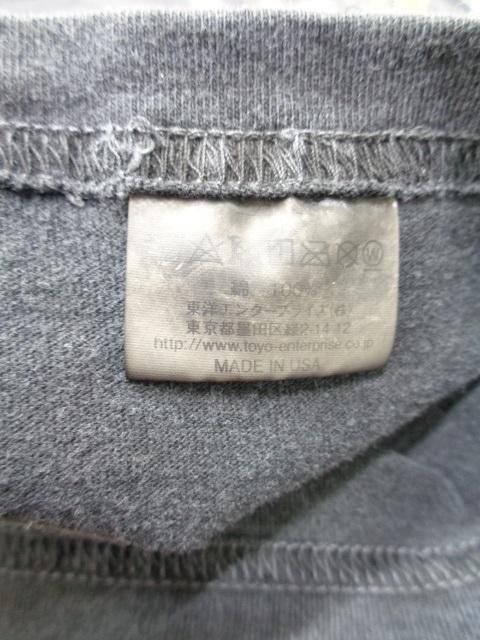 綿 100%
東洋エンタープライズ(株)
東京都墨田区緑2-14-12
http://www.toyo-enterprise.co.jp
MADE IN USA